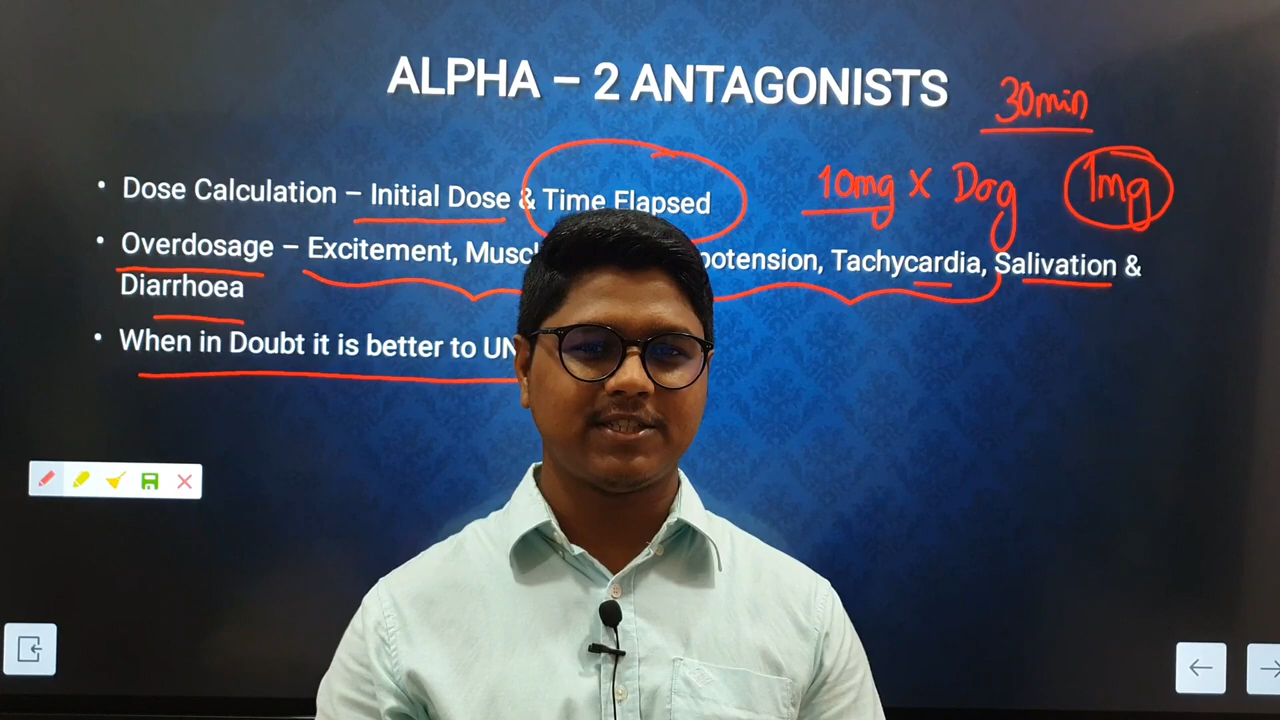 ALPHA – 2 ANTAGONISTS
30min
• Dose Calculation – Initial Dose & Time Elapsed
10mg X Dog 1mg
• Overdosage – Excitement, Muscl potension, Tachycardia, Salivation &
Diarrhoea
• When in Doubt it is better to UN